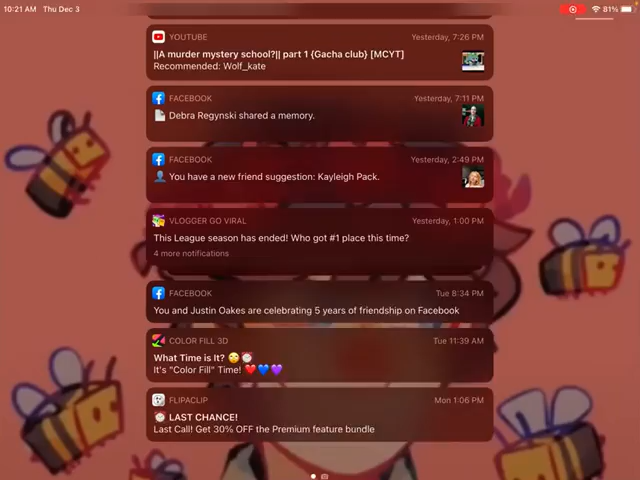 10:21 AM Thu Dec 3
81%
YOUTUBE Yesterday, 7:26 PM
||A murder mystery school?|| part 1 {Gacha club} [MCYT]
Recommended: Wolf_kate
FACEBOOK Yesterday, 7:11 PM
📄 Debra Regynski shared a memory.
FACEBOOK Yesterday, 2:49 PM
👤 You have a new friend suggestion: Kayleigh Pack.
VLOGGER GO VIRAL Yesterday, 1:00 PM
This League season has ended! Who got #1 place this time?
4 more notifications
FACEBOOK Tue 8:34 PM
You and Justin Oakes are celebrating 5 years of friendship on Facebook
COLOR FILL 3D Tue 11:39 AM
What Time is It? 🤔⏰
It's "Color Fill" Time! ❤️💙💜
FLIPACLIP Mon 1:06 PM
⏰ LAST CHANCE!
Last Call! Get 30% OFF the Premium feature bundle